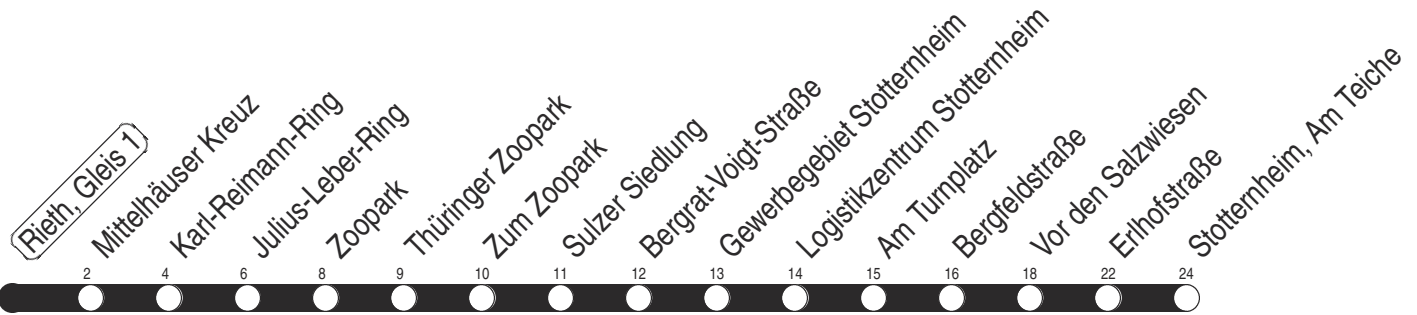 Rieth, Gleis 1
Mittelhäuser Kreuz
Karl-Reimann-Ring
Julius-Leber-Ring
Zoopark
Thüringer Zoopark
Zum Zoopark
Sulzer Siedlung
Bergrat-Voigt-Straße
Gewerbegebiet Stotternheim
Logistikzentrum Stotternheim
Am Turnplatz
Bergfeldstraße
Vor den Salzwiesen
Erlhofstraße
Stotternheim, Am Teiche
2 4 6 8 9 10 11 12 13 14 15 16 18 22 24